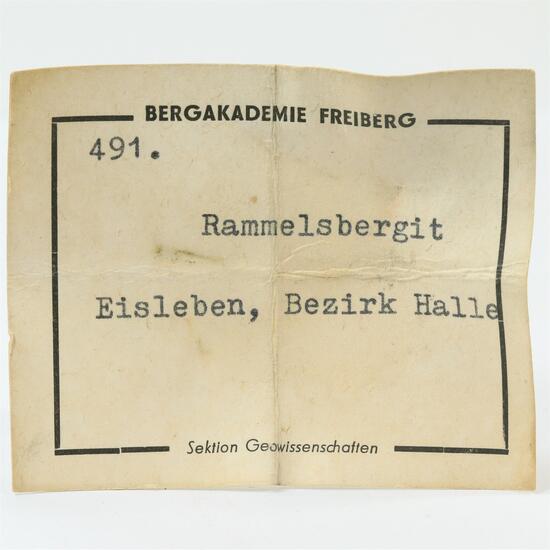 BERGAKADEMIE FREIBERG
491.
Rammelsbergit
Eisleben, Bezirk Halle
Sektion Geowissenschaften